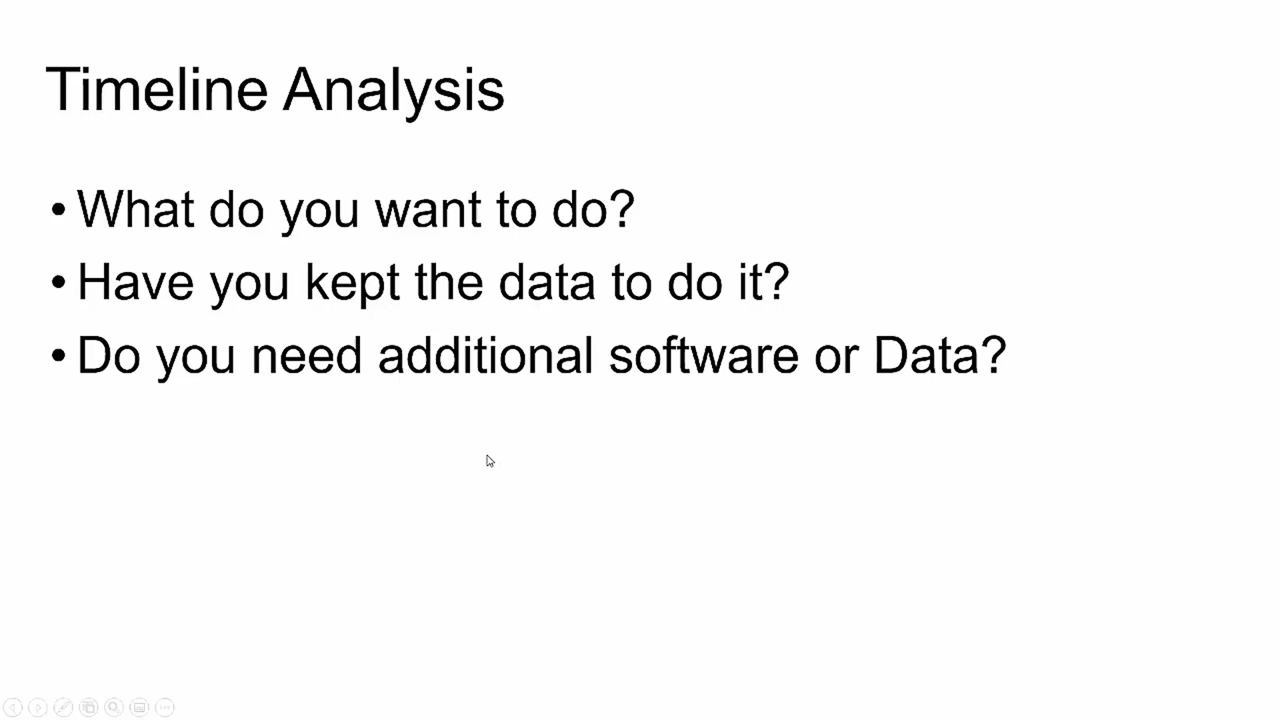 Timeline Analysis
• What do you want to do?
• Have you kept the data to do it?
• Do you need additional software or Data?